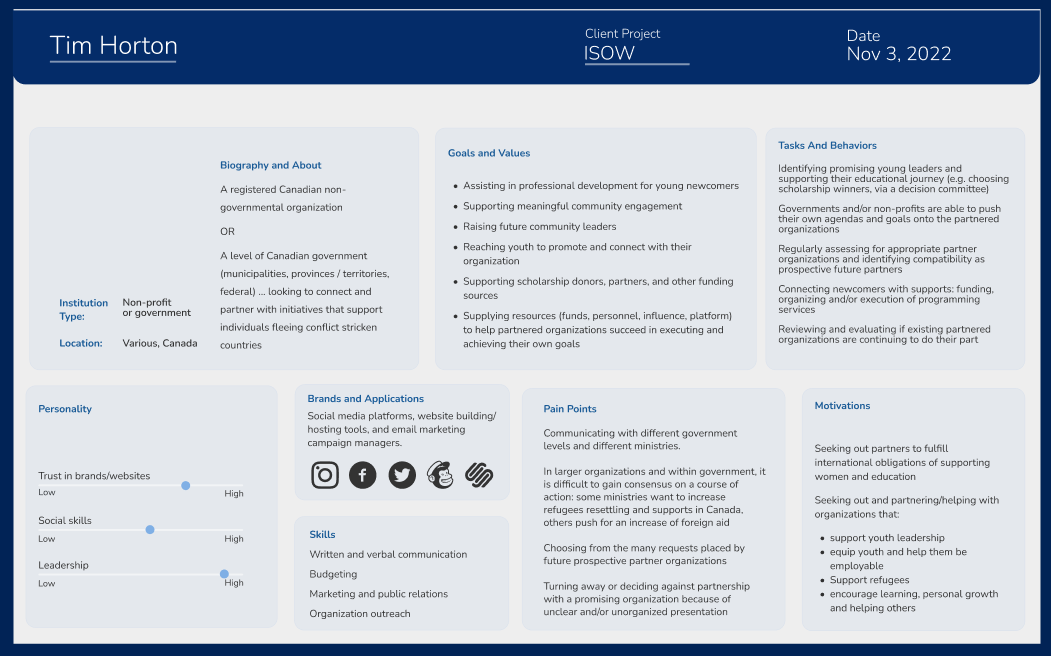 Tim Horton
Client Project
ISOW
Date
Nov 3, 2022
Biography and About
A registered Canadian non-
governmental organization
OR
A level of Canadian government
(municipalities, provinces / territories,
federal) ... looking to connect and
partner with initiatives that support
individuals fleeing conflict stricken
countries
Institution
Type:
Non-profit
or government
Location:
Various, Canada
Goals and Values
• Assisting in professional development for young newcomers
• Supporting meaningful community engagement
• Raising future community leaders
• Reaching youth to promote and connect with their
organization
• Supporting scholarship donors, partners, and other funding
sources
• Supplying resources (funds, personnel, influence, platform)
to help partnered organizations succeed in executing and
achieving their own goals
Tasks And Behaviors
Identifying promising young leaders and
supporting their educational journey (e.g. choosing
scholarship winners, via a decision committee)
Governments and/or non-profits are able to push
their own agendas and goals onto the partnered
organizations
Regularly assessing for appropriate partner
organizations and identifying compatibility as
prospective future partners
Connecting newcomers with supports: funding,
organizing and/or execution of programming
services
Reviewing and evaluating if existing partnered
organizations are continuing to do their part
Personality
Trust in brands/websites
Low High
Social skills
Low High
Leadership
Low High
Brands and Applications
Social media platforms, website building/
hosting tools, and email marketing
campaign managers.
Skills
Written and verbal communication
Budgeting
Marketing and public relations
Organization outreach
Pain Points
Communicating with different government
levels and different ministries.
In larger organizations and within government, it
is difficult to gain consensus on a course of
action: some ministries want to increase
refugees resettling and supports in Canada,
others push for an increase of foreign aid
Choosing from the many requests placed by
future prospective partner organizations
Turning away or deciding against partnership
with a promising organization because of
unclear and/or unorganized presentation
Motivations
Seeking out partners to fulfill
international obligations of supporting
women and education
Seeking out and partnering/helping with
organizations that:
• support youth leadership
• equip youth and help them be
employable
• Support refugees
• encourage learning, personal growth
and helping others